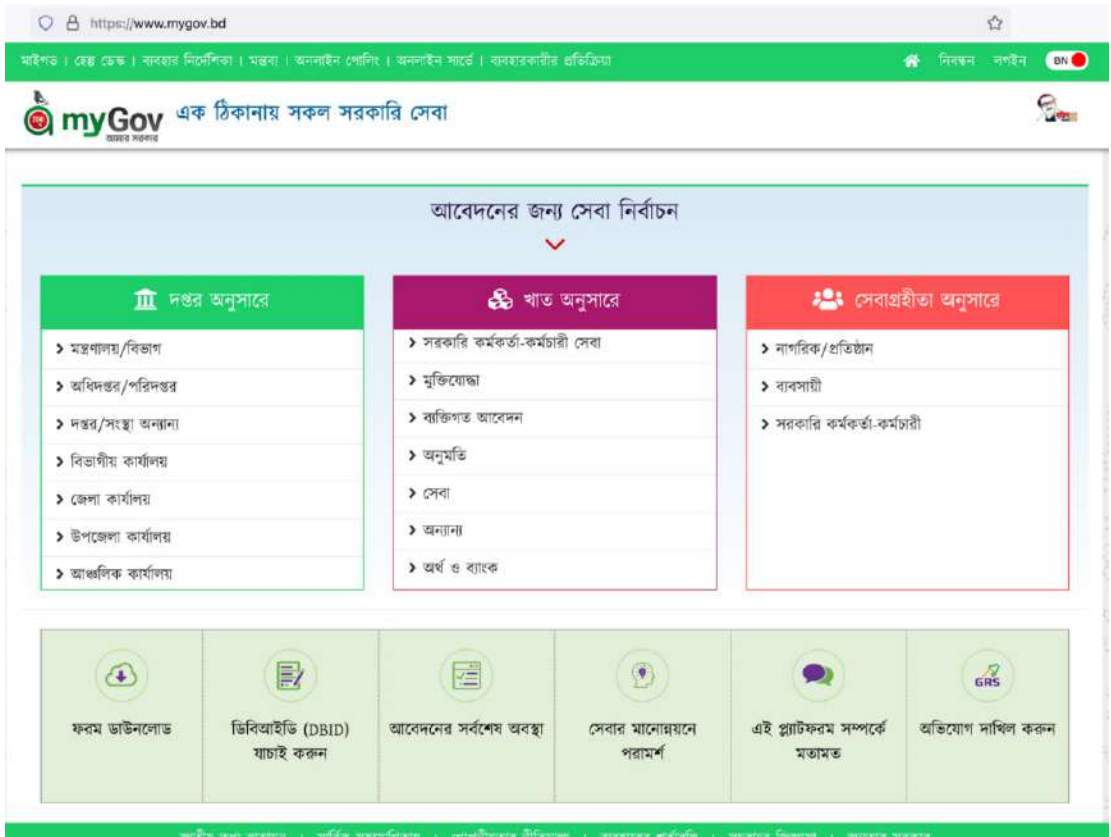 https://www.mygov.bd
মাইগভ । হেল্প ডেস্ক । ব্যবহার নির্দেশিকা । মন্তব্য । অনলাইন পোলিং । অনলাইন সার্ভে । ব্যবহারকারীর প্রতিক্রিয়া
নিবন্ধন লগইন BN
myGov এক ঠিকানায় সকল সরকারি সেবা
আমার সরকার
আবেদনের জন্য সেবা নির্বাচন
দপ্তর অনুসারে
মন্ত্রণালয়/বিভাগ
অধিদপ্তর/পরিদপ্তর
দপ্তর/সংস্থা অন্যান্য
বিভাগীয় কার্যালয়
জেলা কার্যালয়
উপজেলা কার্যালয়
আঞ্চলিক কার্যালয়
খাত অনুসারে
সরকারি কর্মকর্তা-কর্মচারী সেবা
মুক্তিযোদ্ধা
ব্যক্তিগত আবেদন
অনুমতি
সেবা
অন্যান্য
অর্থ ও ব্যাংক
সেবাগ্রহীতা অনুসারে
নাগরিক/প্রতিষ্ঠান
ব্যবসায়ী
সরকারি কর্মকর্তা-কর্মচারী
ফরম ডাউনলোড
ডিবিআইডি (DBID)
যাচাই করুন
আবেদনের সর্বশেষ অবস্থা
সেবার মানোন্নয়নে
পরামর্শ
এই প্ল্যাটফরম সম্পর্কে
মতামত
GRS
অভিযোগ দাখিল করুন